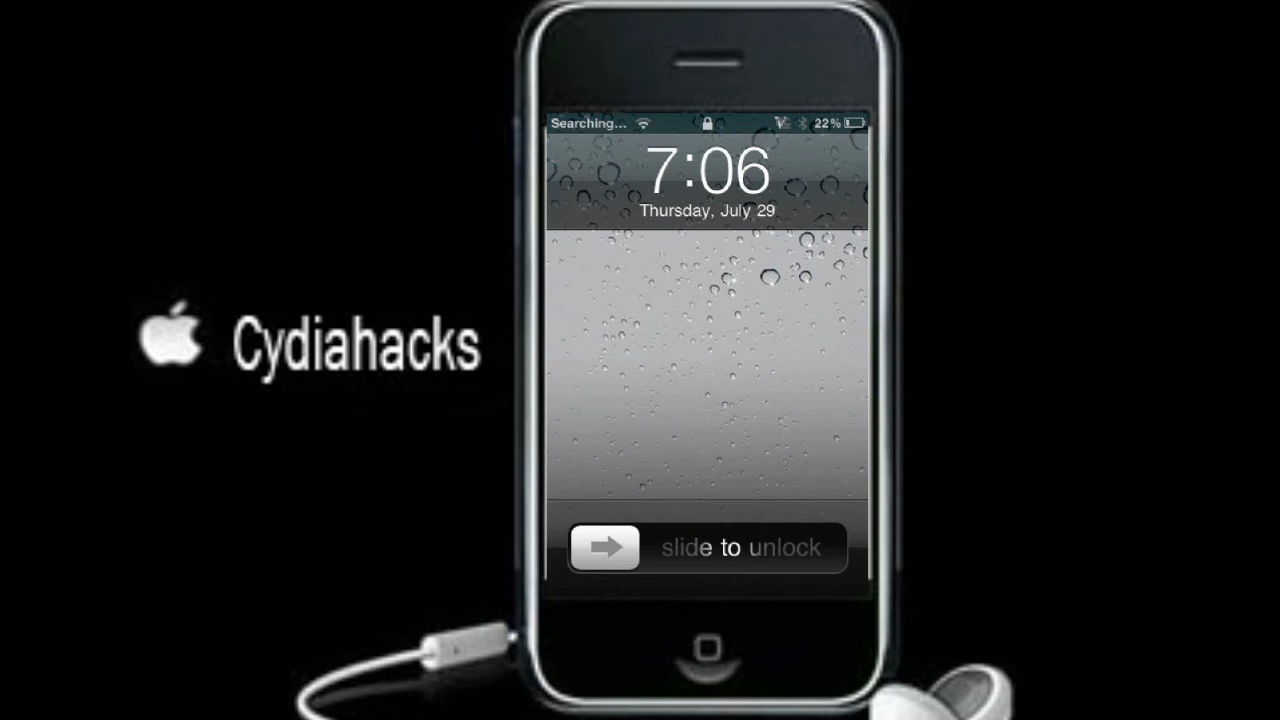 Searching... 22%
7:06
Thursday, July 29
Cydiahacks
slide to unlock